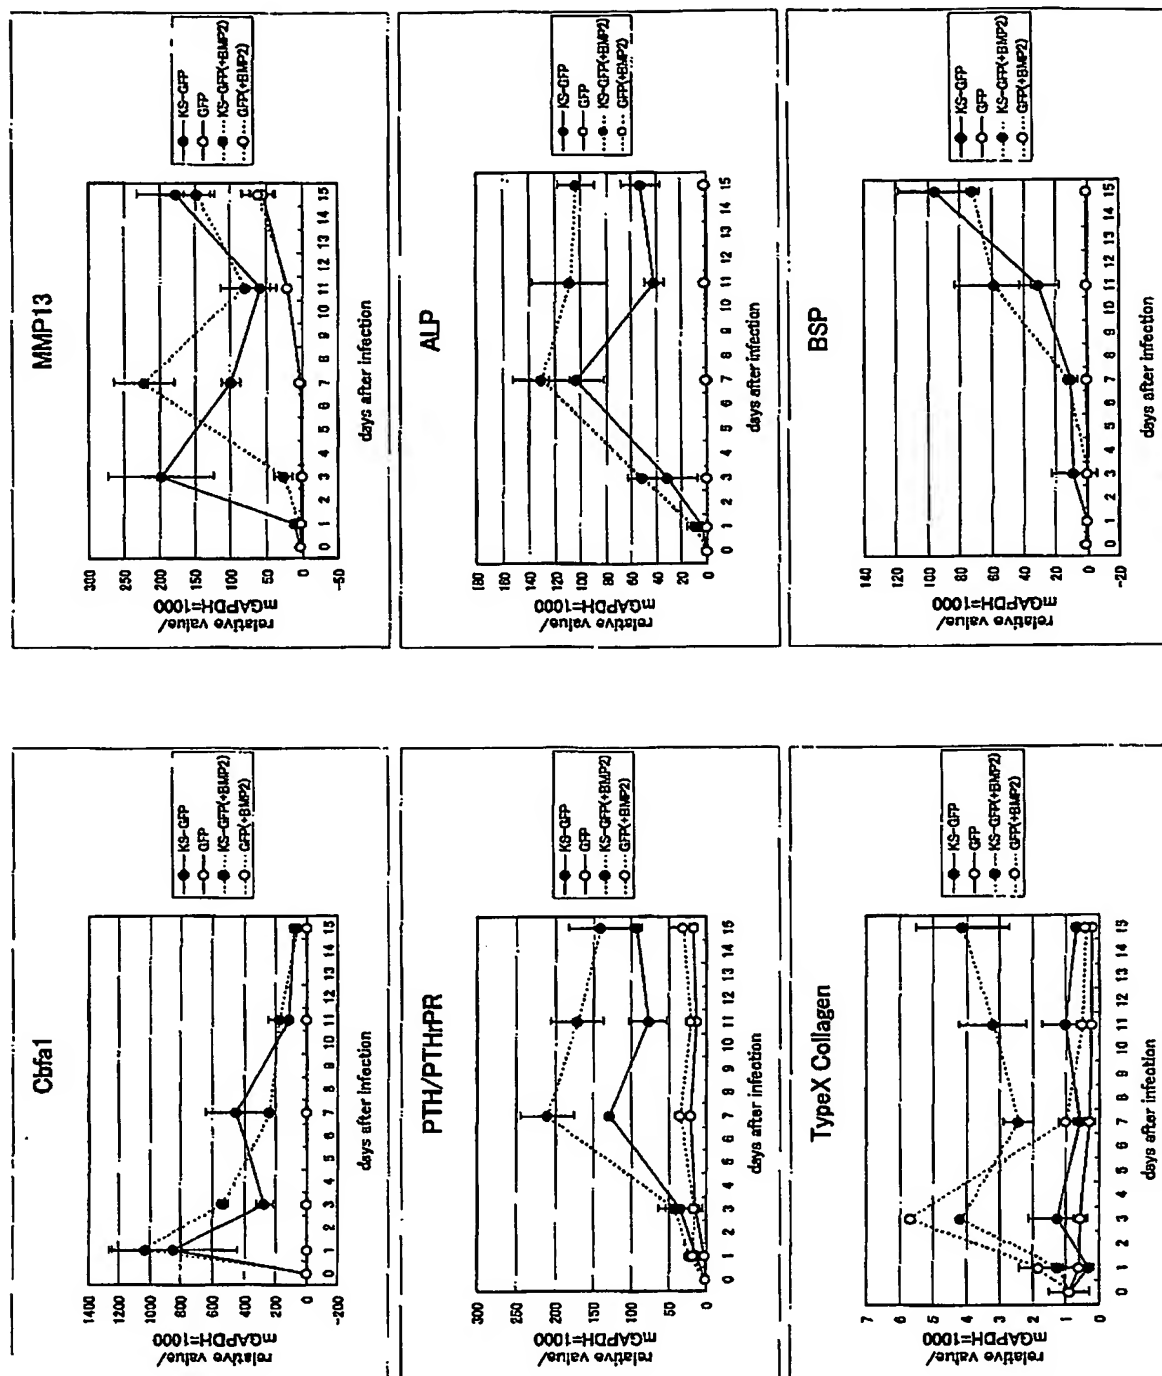 Cbfa1
relative value/
mGAPDH=1000
1400
1200
1000
800
600
400
200
0
-200
0 1 2 3 4 5 6 7 8 9 10 11 12 13 14 15
days after infection
KS-GFP
GFP
KS-GFP(+BMP2)
GFP(+BMP2)
MMP13
relative value/
mGAPDH=1000
300
250
200
150
100
50
0
-50
0 1 2 3 4 5 6 7 8 9 10 11 12 13 14 15
days after infection
KS-GFP
GFP
KS-GFP(+BMP2)
GFP(+BMP2)
PTH/PTHrPR
relative value/
mGAPDH=1000
300
250
200
150
100
50
0
0 1 2 3 4 5 6 7 8 9 10 11 12 13 14 15
days after infection
KS-GFP
GFP
KS-GFP(+BMP2)
GFP(+BMP2)
ALP
relative value/
mGAPDH=1000
180
160
140
120
100
80
60
40
20
0
0 1 2 3 4 5 6 7 8 9 10 11 12 13 14 15
days after infection
KS-GFP
GFP
KS-GFP(+BMP2)
GFP(+BMP2)
TypeX Collagen
relative value/
mGAPDH=1000
7
6
5
4
3
2
1
0
0 1 2 3 4 5 6 7 8 9 10 11 12 13 14 15
days after infection
KS-GFP
GFP
KS-GFP(+BMP2)
GFP(+BMP2)
BSP
relative value/
mGAPDH=1000
140
120
100
80
60
40
20
0
-20
0 1 2 3 4 5 6 7 8 9 10 11 12 13 14 15
days after infection
KS-GFP
GFP
KS-GFP(+BMP2)
GFP(+BMP2)